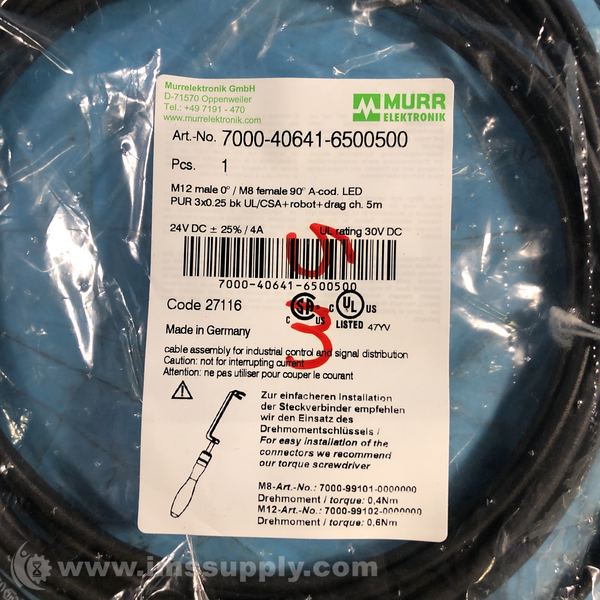 Murrelektronik GmbH
D-71570 Oppenweiler
Tel.: +49 7191 - 470
www.murrelektronik.com
MURR
ELEKTRONIK
Art.-No. 7000-40641-6500500
Pcs. 1
M12 male 0° / M8 female 90° A-cod. LED
PUR 3x0.25 bk UL/CSA+robot+drag ch. 5m
24V DC ± 25% / 4A UL rating 30V DC
7000-40641-6500500
Code 27116
C SA US
C UL US
LISTED 47YV
Made in Germany
5
3
cable assembly for industrial control and signal distribution
Caution: not for interrupting current
Attention: ne pas utiliser pour couper le courant
Zur einfacheren Installation
der Steckverbinder empfehlen
wir den Einsatz des
Drehmomentschlüssels /
For easy installation of the
connectors we recommend
our torque screwdriver
M8-Art.-No.: 7000-99101-0000000
Drehmoment / torque: 0,4Nm
M12-Art.-No.: 7000-99102-0000000
Drehmoment / torque: 0,6Nm
www.imssupply.com